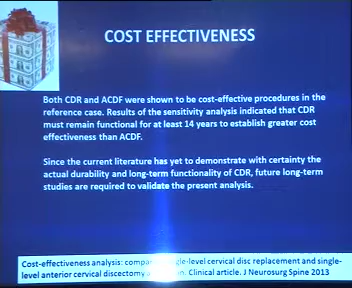 COST EFFECTIVENESS
Both CDR and ACDF were shown to be cost-effective procedures in the
reference case. Results of the sensitivity analysis indicated that CDR
must remain functional for at least 14 years to establish greater cost
effectiveness than ACDF.
Since the current literature has yet to demonstrate with certainty the
actual durability and long-term functionality of CDR, future long-term
studies are required to validate the present analysis.
Cost-effectiveness analysis: single-level cervical disc replacement and single-
level anterior cervical discectomy Clinical article. J Neurosurg Spine 2013